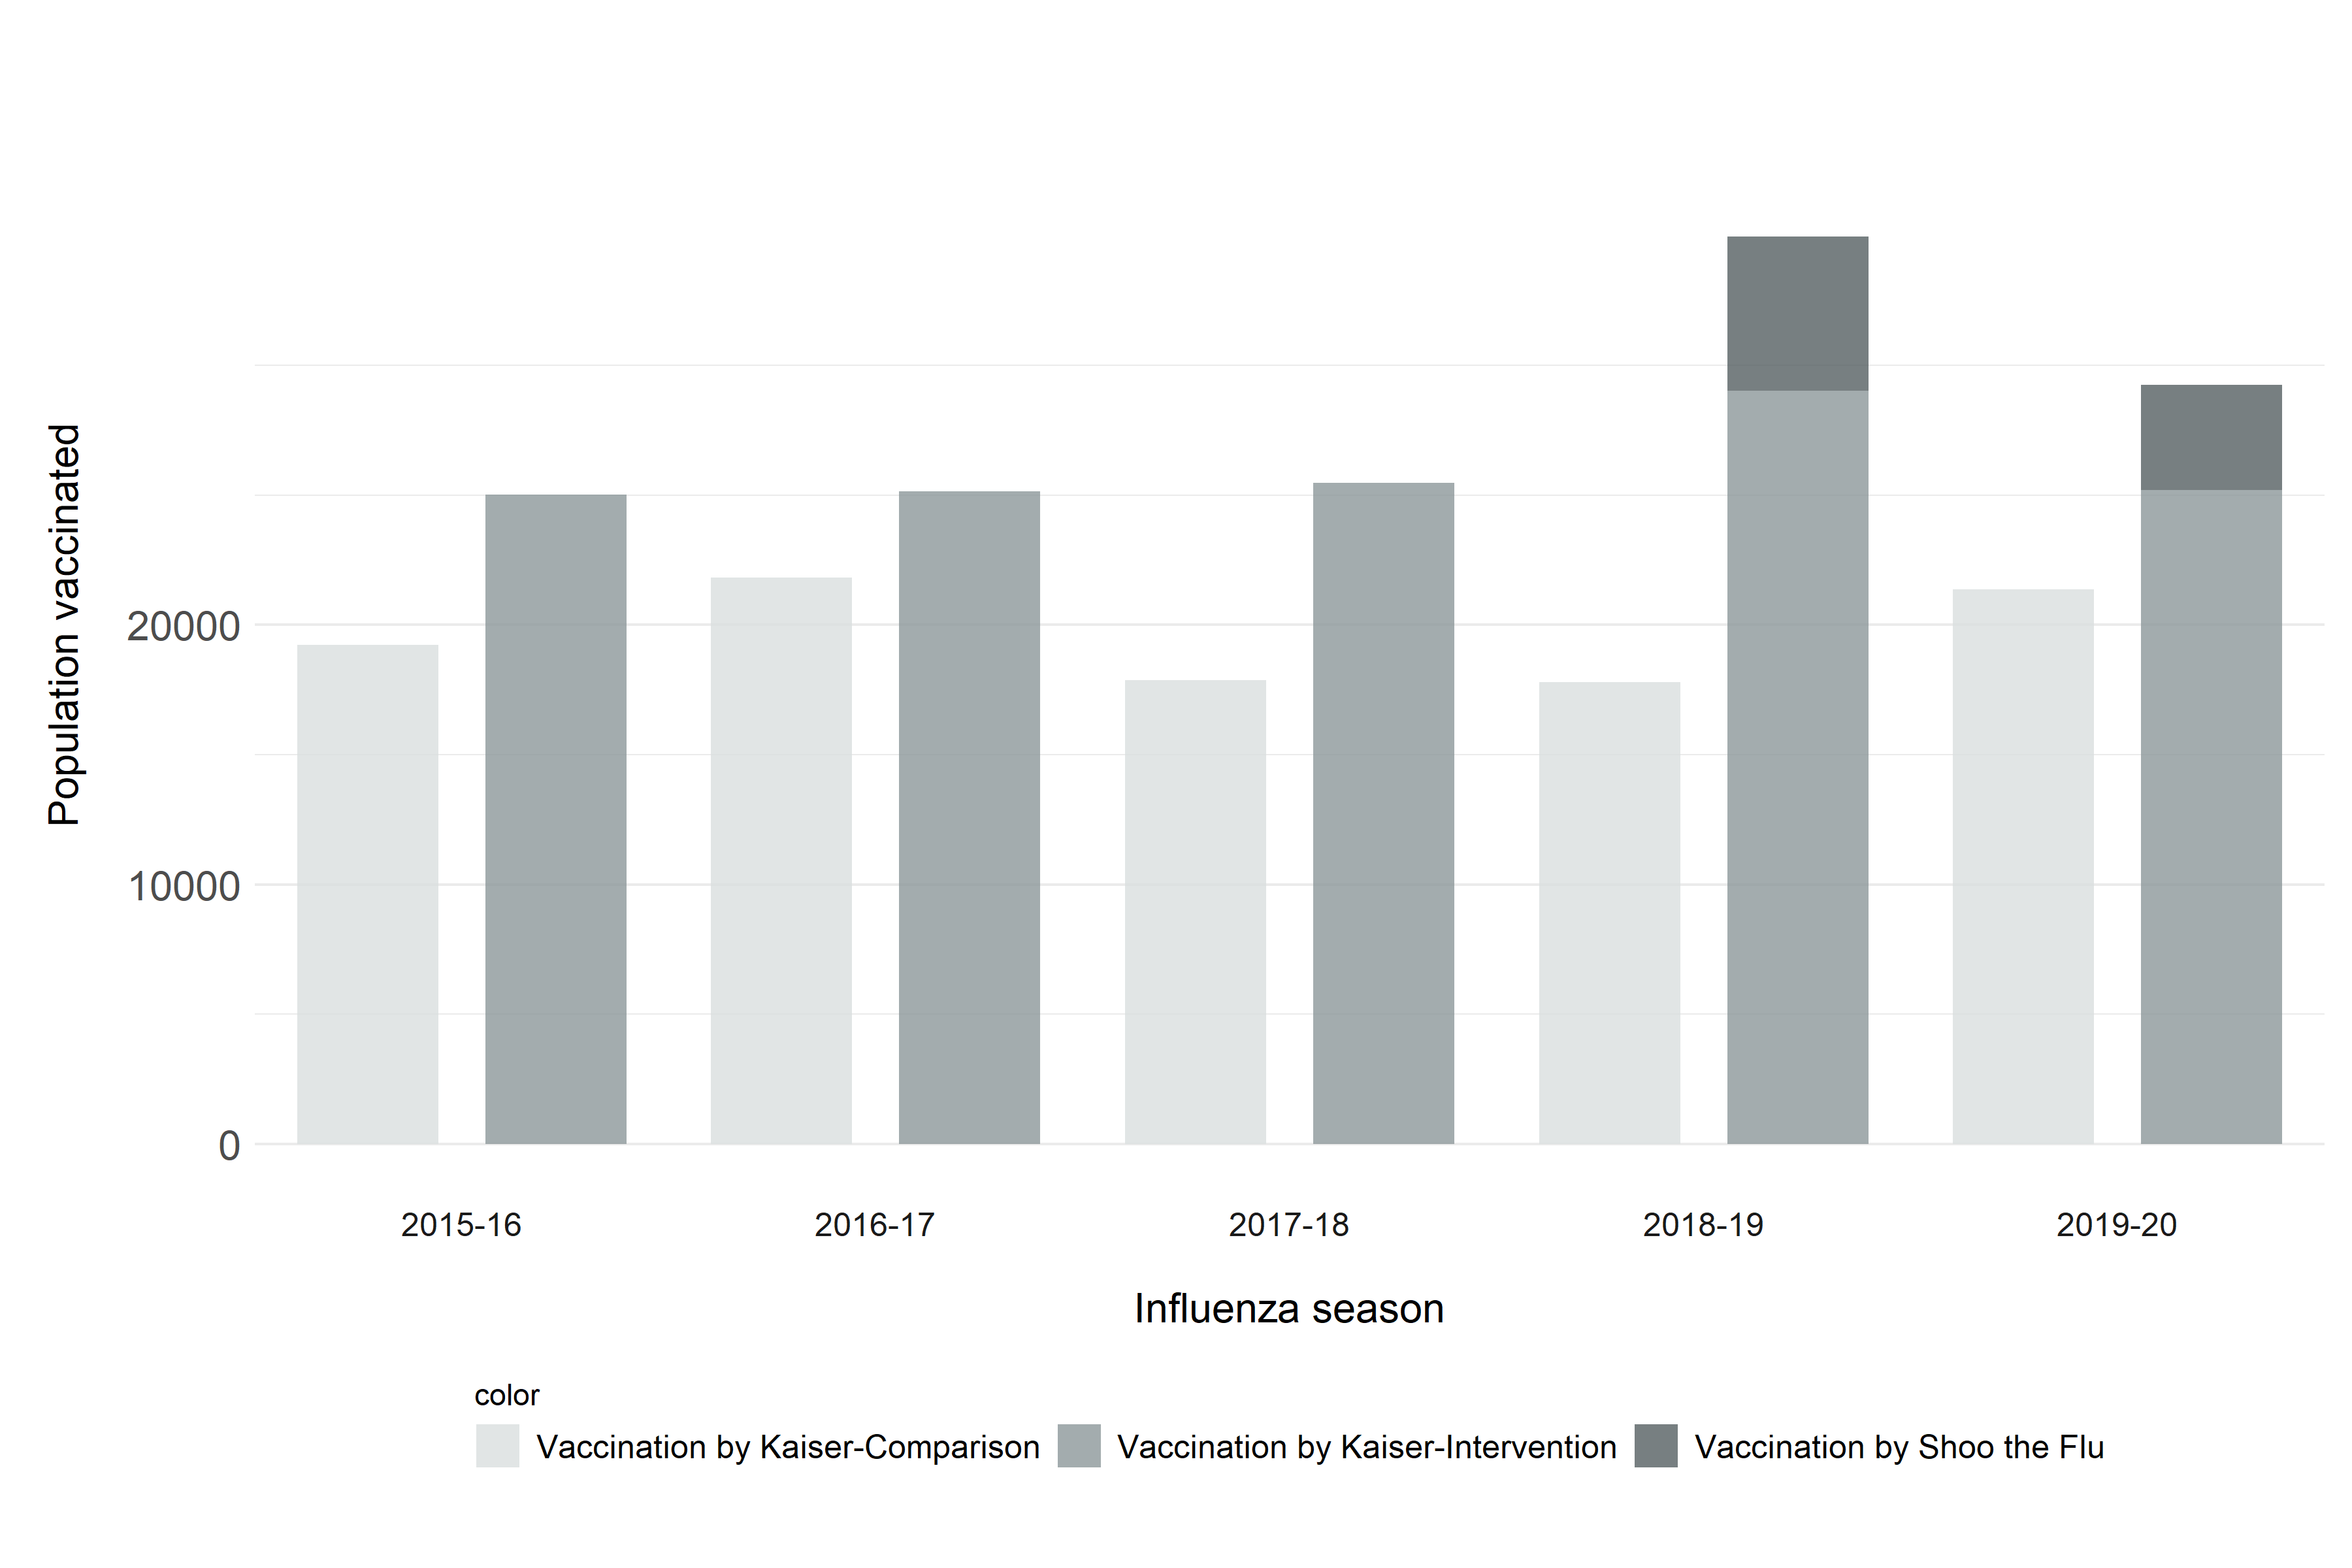 Population vaccinated
20000
10000
0
2015-16 2016-17 2017-18 2018-19 2019-20
Influenza season
color
Vaccination by Kaiser-Comparison Vaccination by Kaiser-Intervention Vaccination by Shoo the Flu